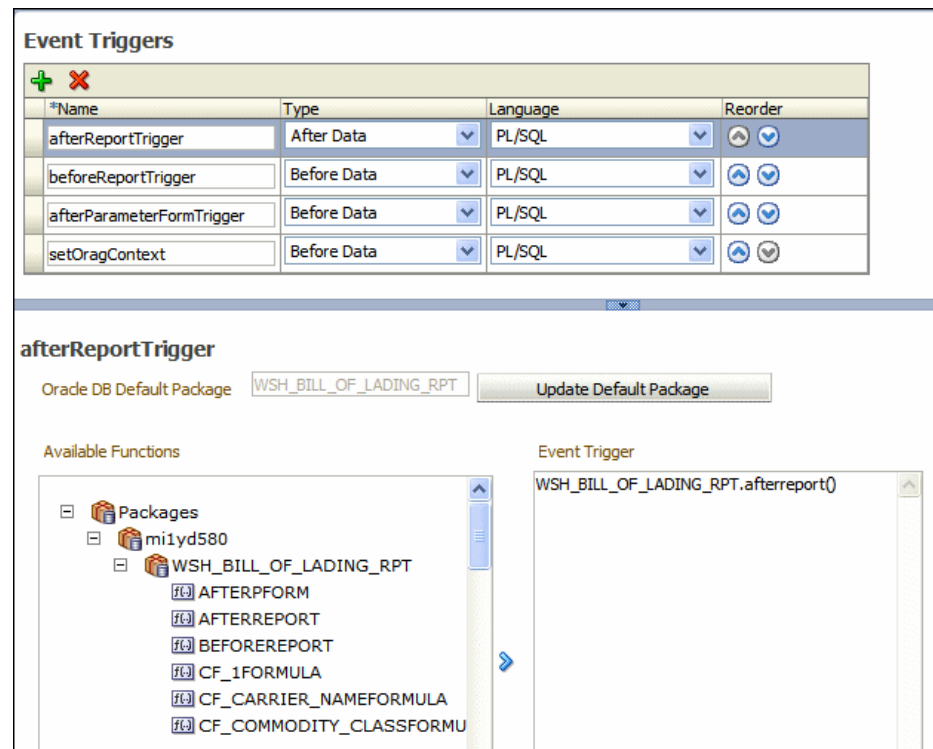 Event Triggers
*Name Type Language Reorder
afterReportTrigger After Data PL/SQL
beforeReportTrigger Before Data PL/SQL
afterParameterFormTrigger Before Data PL/SQL
setOragContext Before Data PL/SQL
afterReportTrigger
Oracle DB Default Package WSH_BILL_OF_LADING_RPT Update Default Package
Available Functions Event Trigger
WSH_BILL_OF_LADING_RPT.afterreport()
Packages
mi1yd580
WSH_BILL_OF_LADING_RPT
f(.) AFTERPFORM
f(.) AFTERREPORT
f(.) BEFOREREPORT
f(.) CF_1FORMULA
f(.) CF_CARRIER_NAMEFORMULA
f(.) CF_COMMODITY_CLASSFORMU